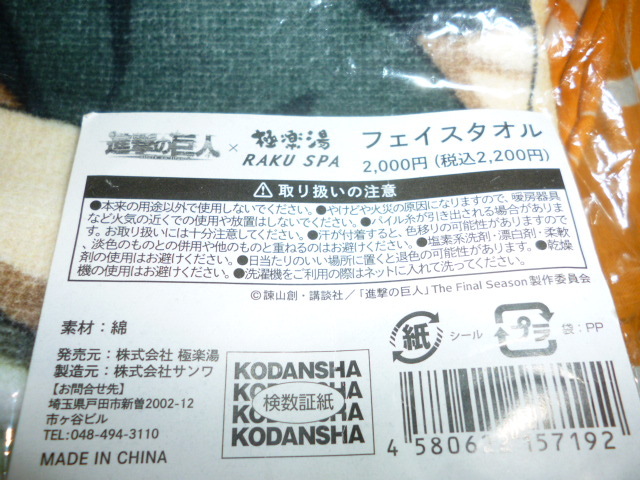 進撃の巨人 × 極楽湯 RAKU SPA フェイスタオル
2,000円 (税込2,200円)
⚠ 取り扱いの注意
●本来の用途以外で使用しないでください。●やけどや火災の原因になりますので、暖房器具
など火気の近くでの使用や放置はしないでください。●パイル糸が引き出される場合がありま
す。お取り扱いには十分注意してください。●汗が付着すると、色移りの可能性がありますので
、淡色のものとの併用や他のものと重ねるのはお避けください。●塩素系洗剤・漂白剤・柔軟
剤の使用はお避けください。●日当たりのいい場所に置くと退色の可能性があります。●乾燥
機の使用はお避けください。●洗濯機をご利用の際はネットに入れて洗ってください。
©諫山創・講談社/「進撃の巨人」The Final Season 製作委員会
素材:綿
発売元:株式会社 極楽湯
製造元:株式会社サンワ
【お問合せ先】
埼玉県戸田市新曽2002-12
市ヶ谷ビル
TEL:048-494-3110
MADE IN CHINA
KODANSHA
KODANSHA
検数証紙
KODANSHA
KODANSHA
紙 シール
プラ 袋:PP
4 5806 157192